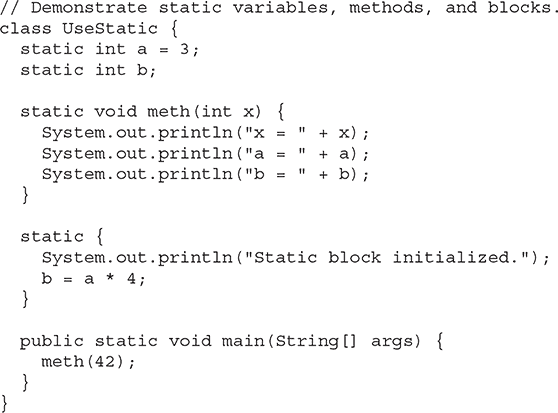 // Demonstrate static variables, methods, and blocks.
class UseStatic {
  static int a = 3;
  static int b;

  static void meth(int x) {
    System.out.println("x = " + x);
    System.out.println("a = " + a);
    System.out.println("b = " + b);
  }

  static {
    System.out.println("Static block initialized.");
    b = a * 4;
  }

  public static void main(String[] args) {
    meth(42);
  }
}